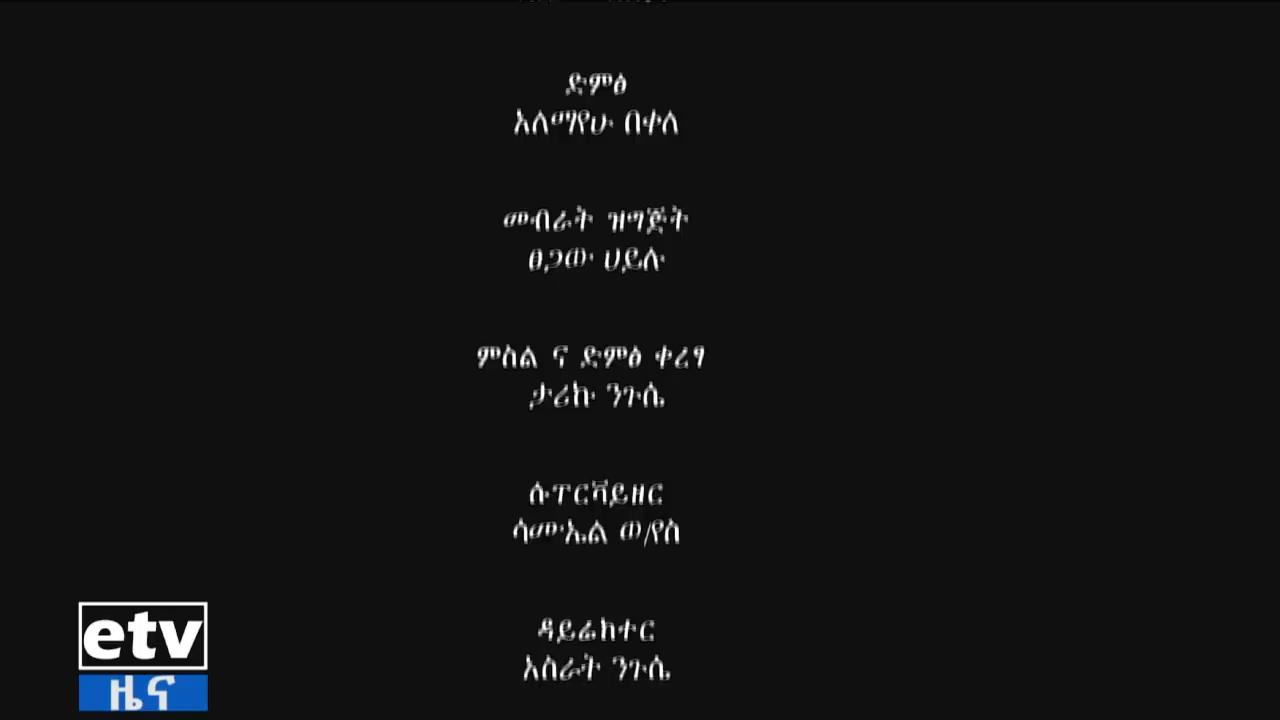 ድምፅ
አለማየሁ በቀለ
መብራት ዝግጅት
ፀጋው ሀይሉ
ምስል ና ድምፅ ቀረፃ
ታሪኩ ንጉሴ
ሱፐርቫይዘር
ሳሙኤል ወ/የስ
ዳይሬክተር
አስራት ንጉሴ
etv
ዜና